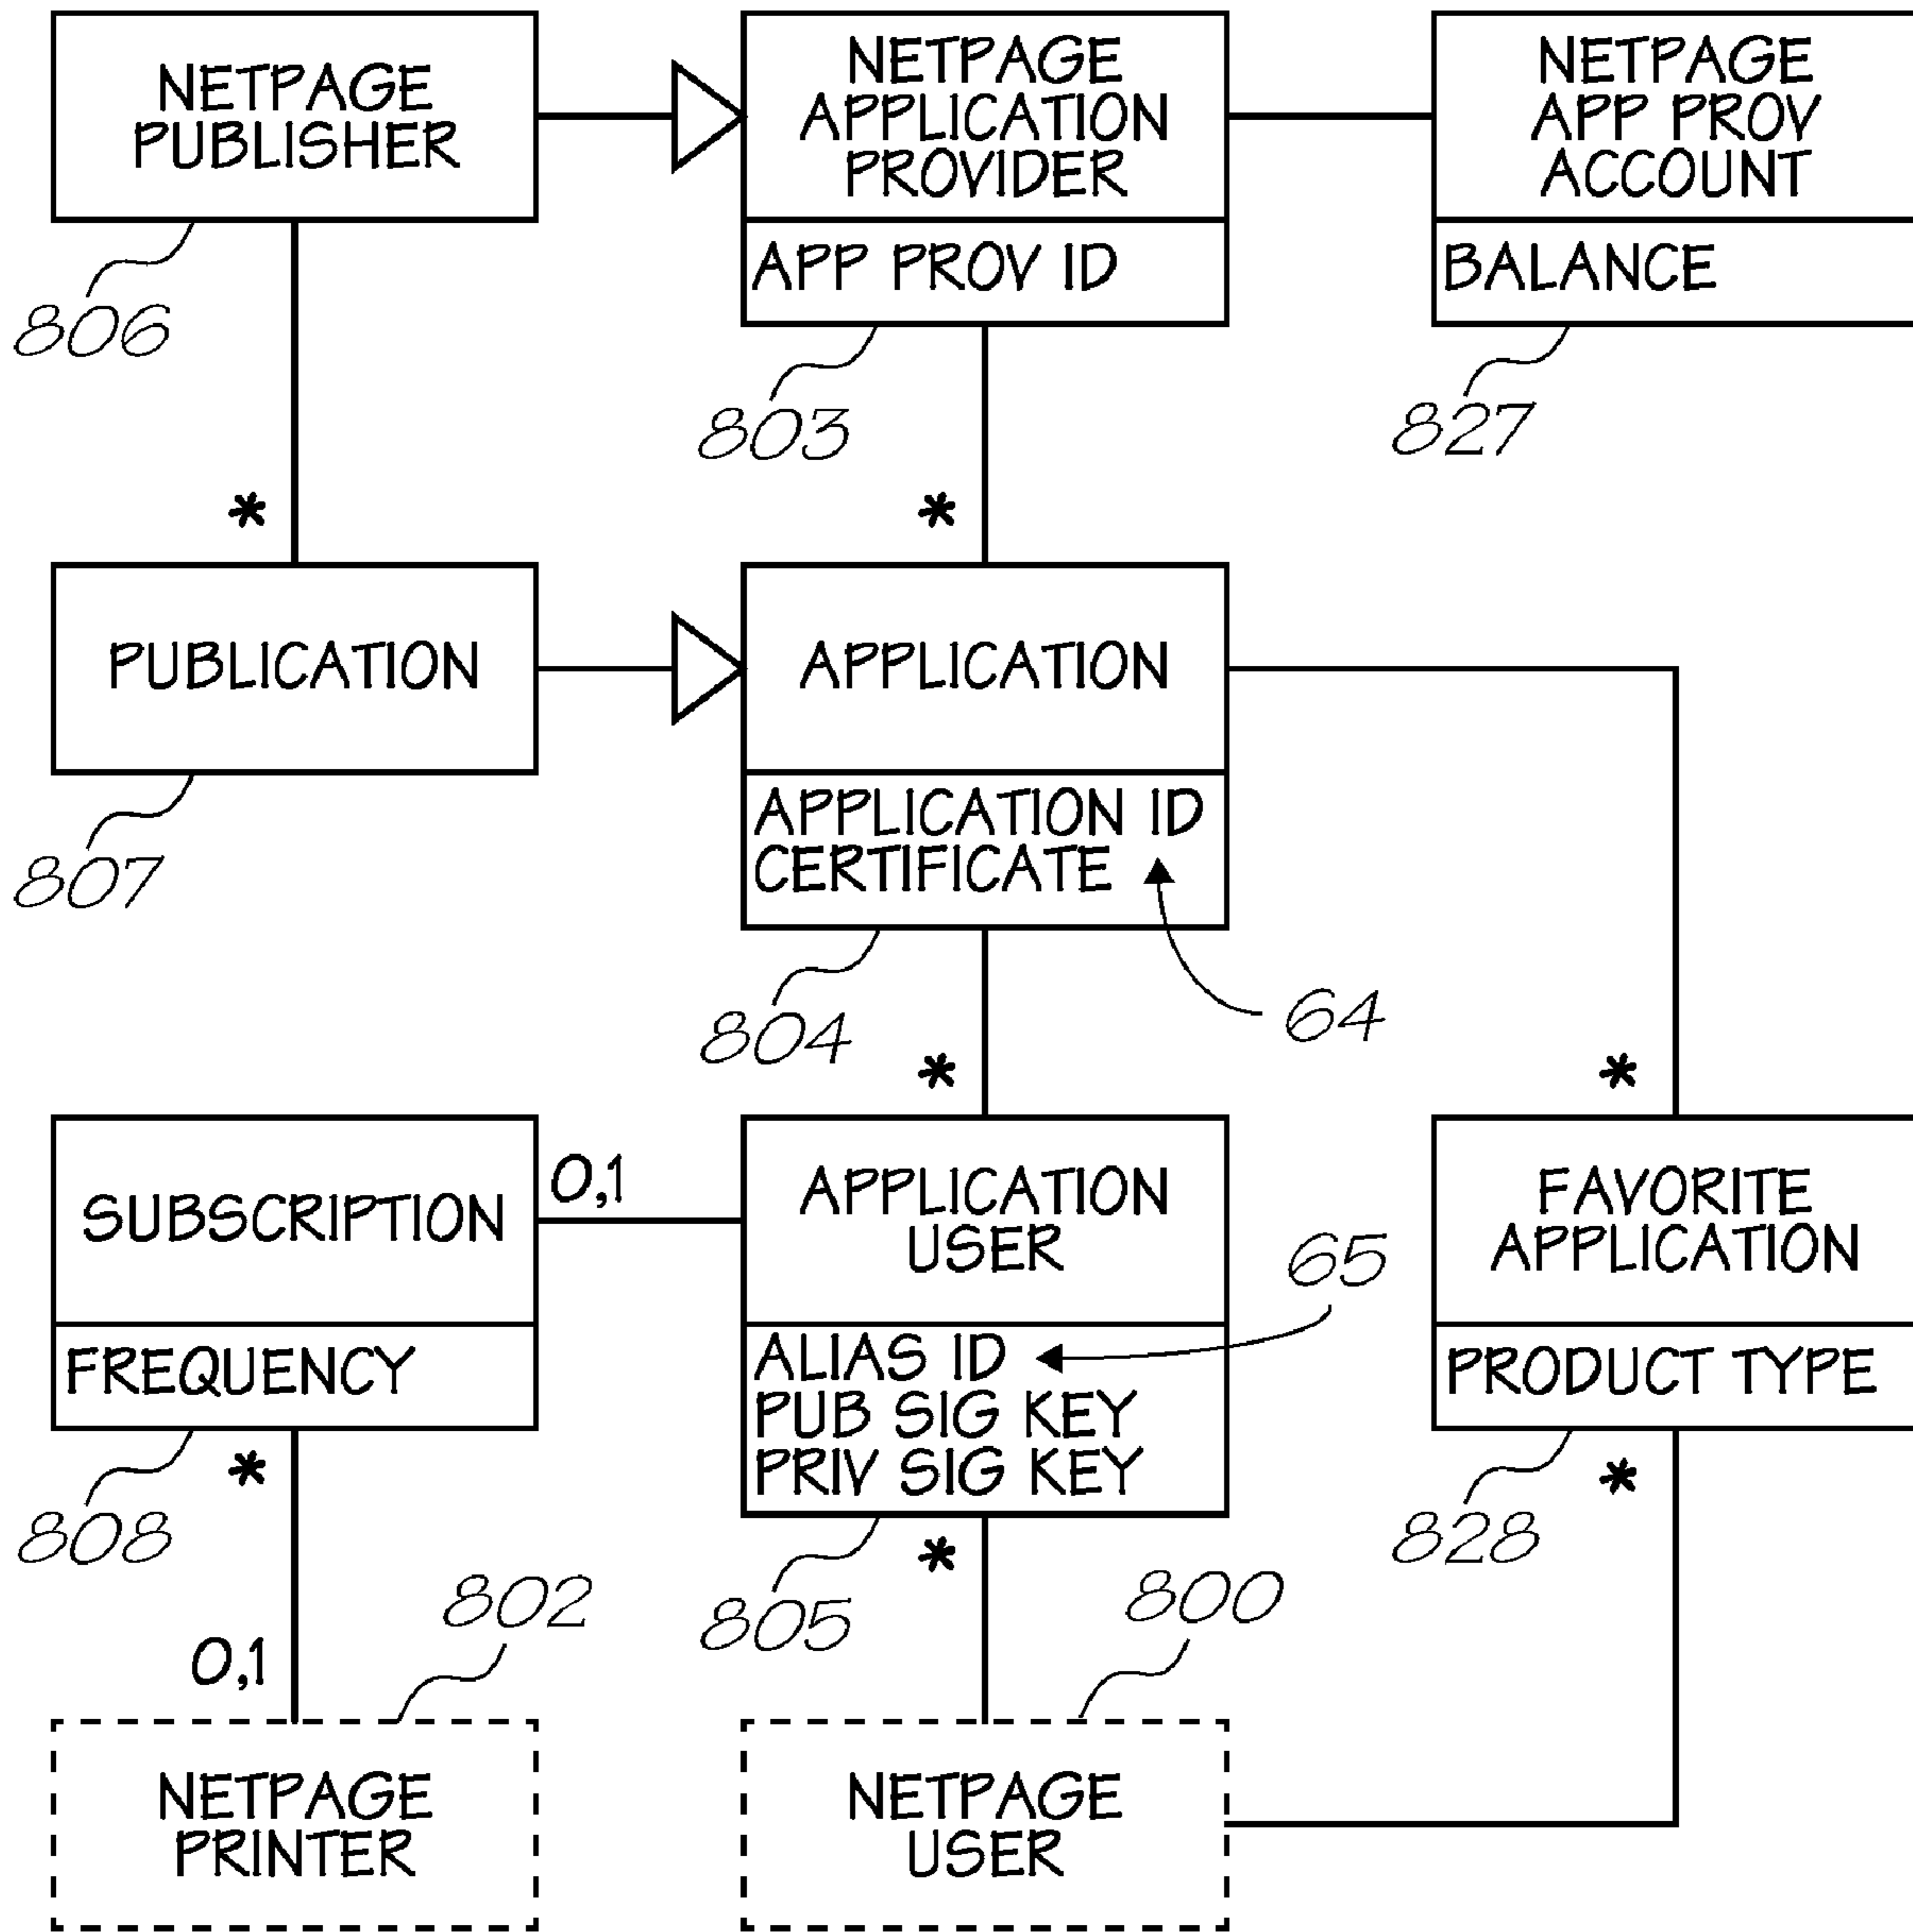 NETPAGE
PUBLISHER
NETPAGE
APPLICATION
PROVIDER
APP PROV ID
NETPAGE
APP PROV
ACCOUNT
BALANCE
806
803
827
*
*
PUBLICATION
APPLICATION
APPLICATION ID
CERTIFICATE
807
804
64
*
*
SUBSCRIPTION
FREQUENCY
0,1
APPLICATION
USER
ALIAS ID
PUB SIG KEY
PRIV SIG KEY
65
FAVORITE
APPLICATION
PRODUCT TYPE
808
*
802
805
*
800
828
*
0,1
NETPAGE
PRINTER
NETPAGE
USER